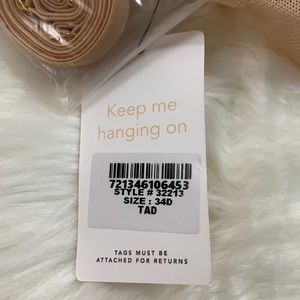 Keep me
hanging on
721346106453
STYLE # 32213
SIZE : 34D
TAD
TAGS MUST BE
ATTACHED FOR RETURNS